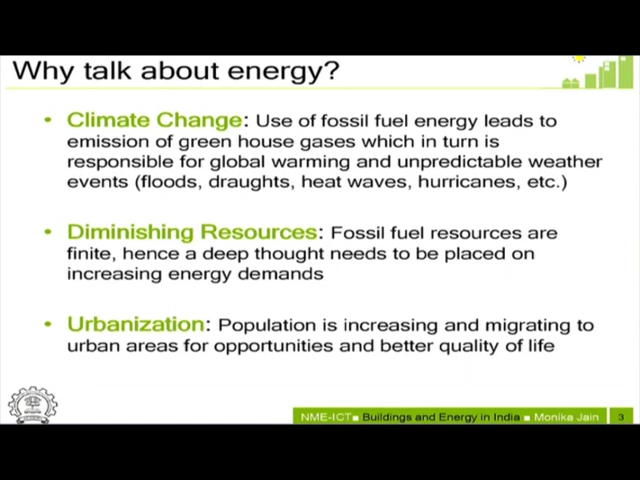 Why talk about energy?
• Climate Change: Use of fossil fuel energy leads to
emission of green house gases which in turn is
responsible for global warming and unpredictable weather
events (floods, draughts, heat waves, hurricanes, etc.)
• Diminishing Resources: Fossil fuel resources are
finite, hence a deep thought needs to be placed on
increasing energy demands
• Urbanization: Population is increasing and migrating to
urban areas for opportunities and better quality of life
NME-ICT ■ Buildings and Energy in India ■ Monika Jain 3